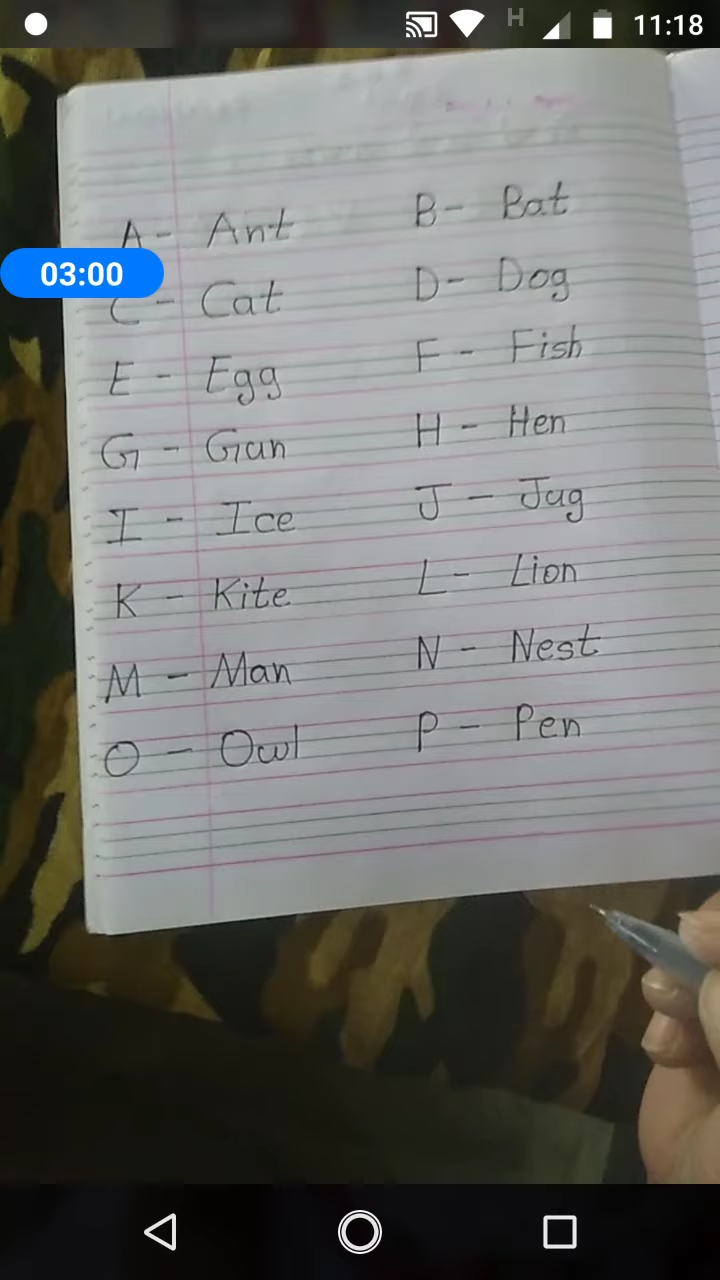 H 11:18
A - Ant B - Bat
03:00
C - Cat D - Dog
E - Egg F - Fish
G - Gun H - Hen
I - Ice J - Jug
K - Kite L - Lion
M - Man N - Nest
O - Owl P - Pen